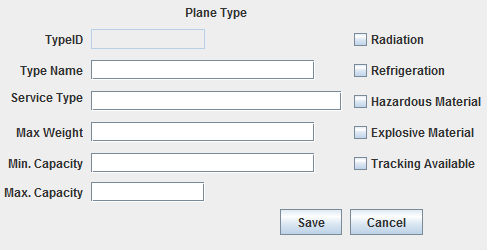 Plane Type
TypeID
Radiation
Type Name
Refrigeration
Service Type
Hazardous Material
Max Weight
Explosive Material
Min. Capacity
Tracking Available
Max. Capacity
Save
Cancel